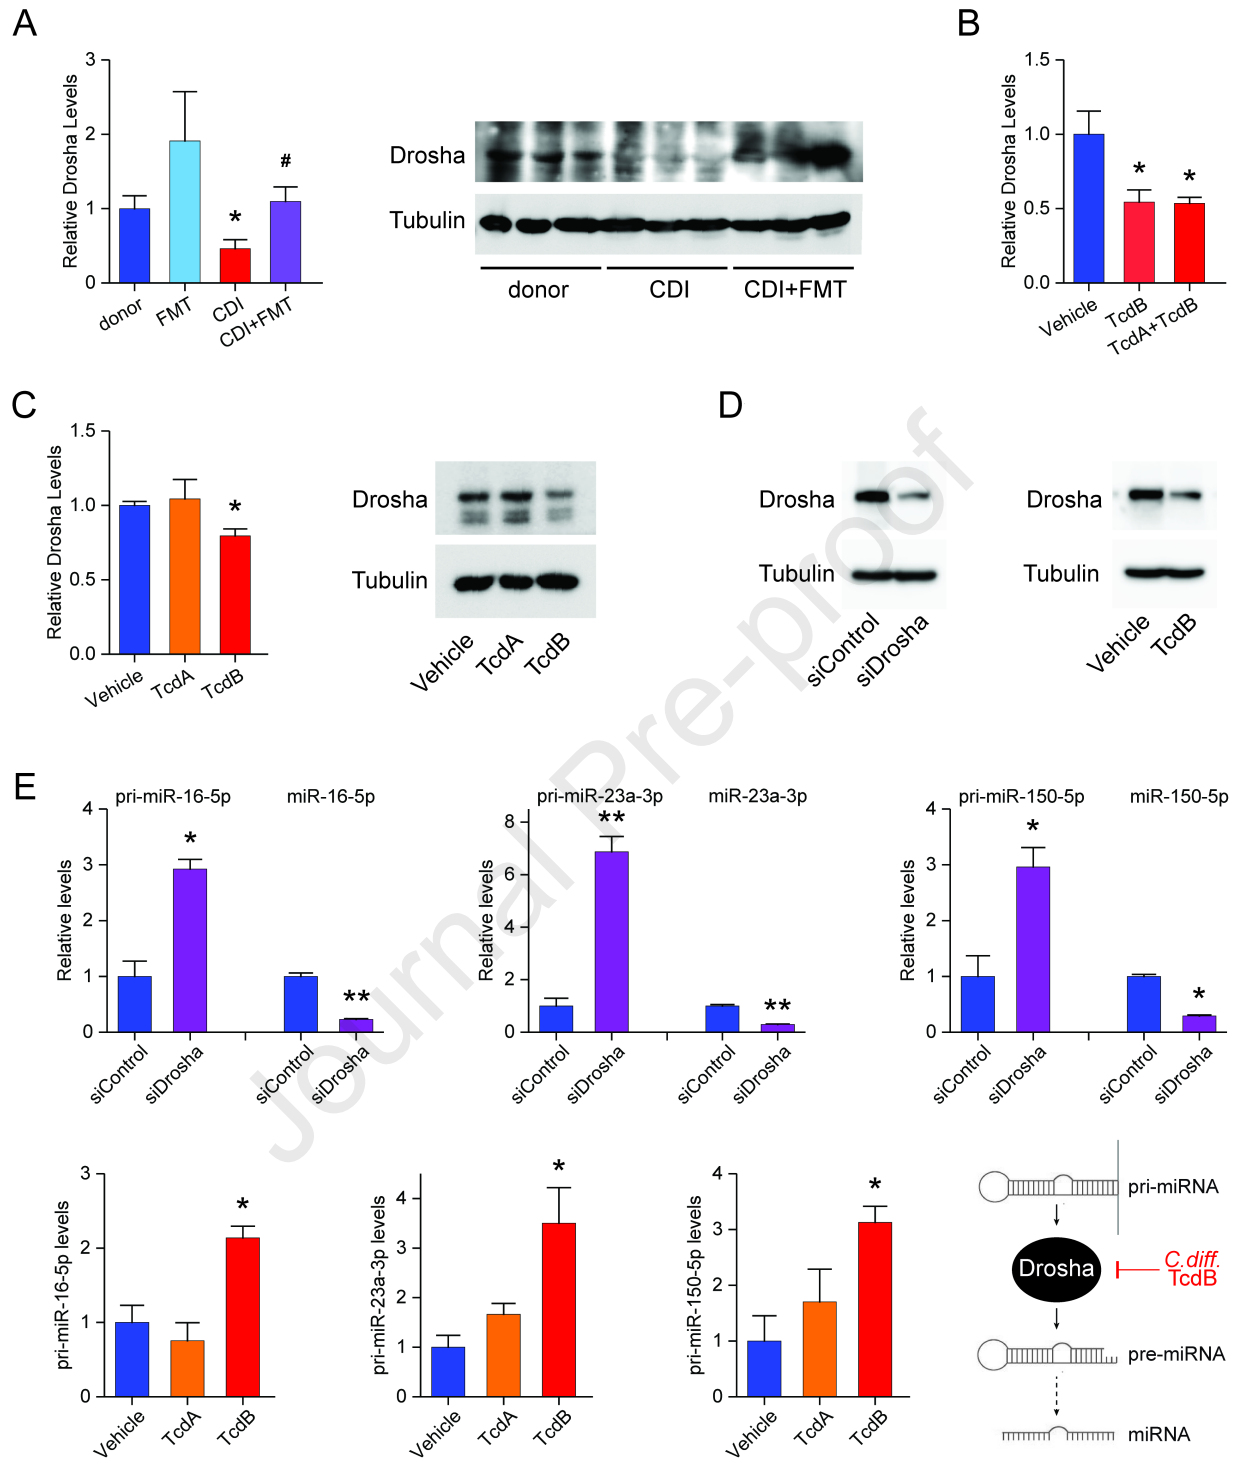 A
Relative Drosha Levels
3
2
1
0
donor
FMT
CDI
CDI+FMT
*
#
Drosha
Tubulin
donor
CDI
CDI+FMT
B
Relative Drosha Levels
1.5
1.0
0.5
0.0
*
*
Vehicle
TcdB
TcdA+TcdB
C
Relative Drosha Levels
1.5
1.0
0.5
0.0
*
Vehicle
TcdA
TcdB
Drosha
Tubulin
Vehicle
TcdA
TcdB
D
Drosha
Tubulin
siControl
siDrosha
Drosha
Tubulin
Vehicle
TcdB
Journal Pre-proof
E
pri-miR-16-5p
miR-16-5p
Relative levels
4
3
2
1
0
*
**
siControl
siDrosha
siControl
siDrosha
pri-miR-23a-3p
miR-23a-3p
Relative levels
8
6
4
2
0
**
**
siControl
siDrosha
siControl
siDrosha
pri-miR-150-5p
miR-150-5p
Relative levels
4
3
2
1
0
*
*
siControl
siDrosha
siControl
siDrosha
pri-miR-16-5p levels
3
2
1
0
*
Vehicle
TcdA
TcdB
pri-miR-23a-3p levels
4
3
2
1
0
*
Vehicle
TcdA
TcdB
pri-miR-150-5p levels
4
3
2
1
0
*
Vehicle
TcdA
TcdB
pri-miRNA
Drosha
C.diff.
TcdB
pre-miRNA
miRNA